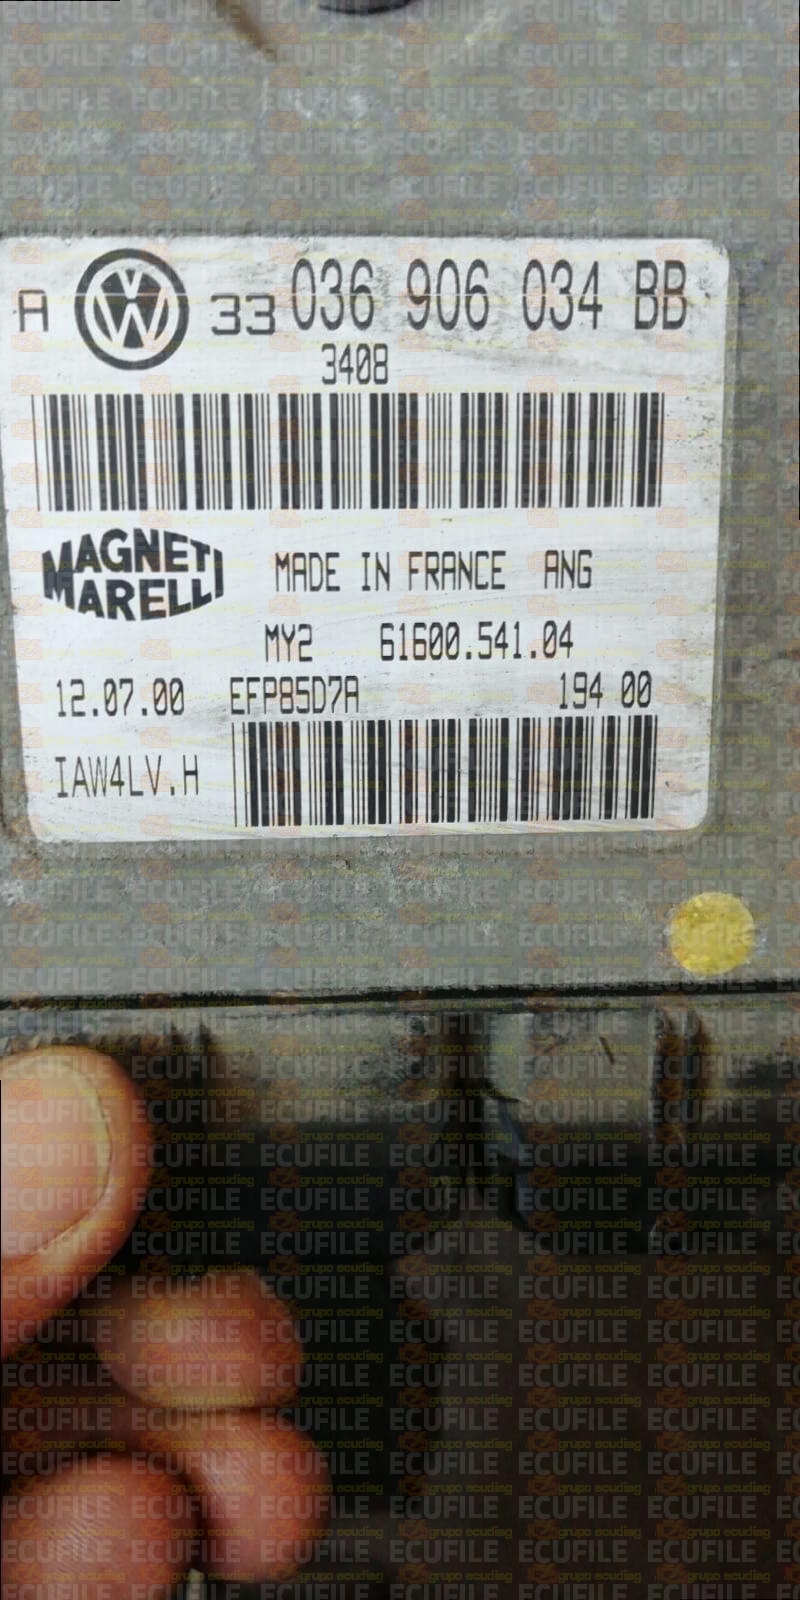 A VW 33 036 906 034 BB
3408
MAGNETI
MARELLI
MADE IN FRANCE ANG
MY2 61600.541.04
12.07.00 EFP85D7A 194 00
IAW4LV.H
ECUFILE
grupo ecudiag